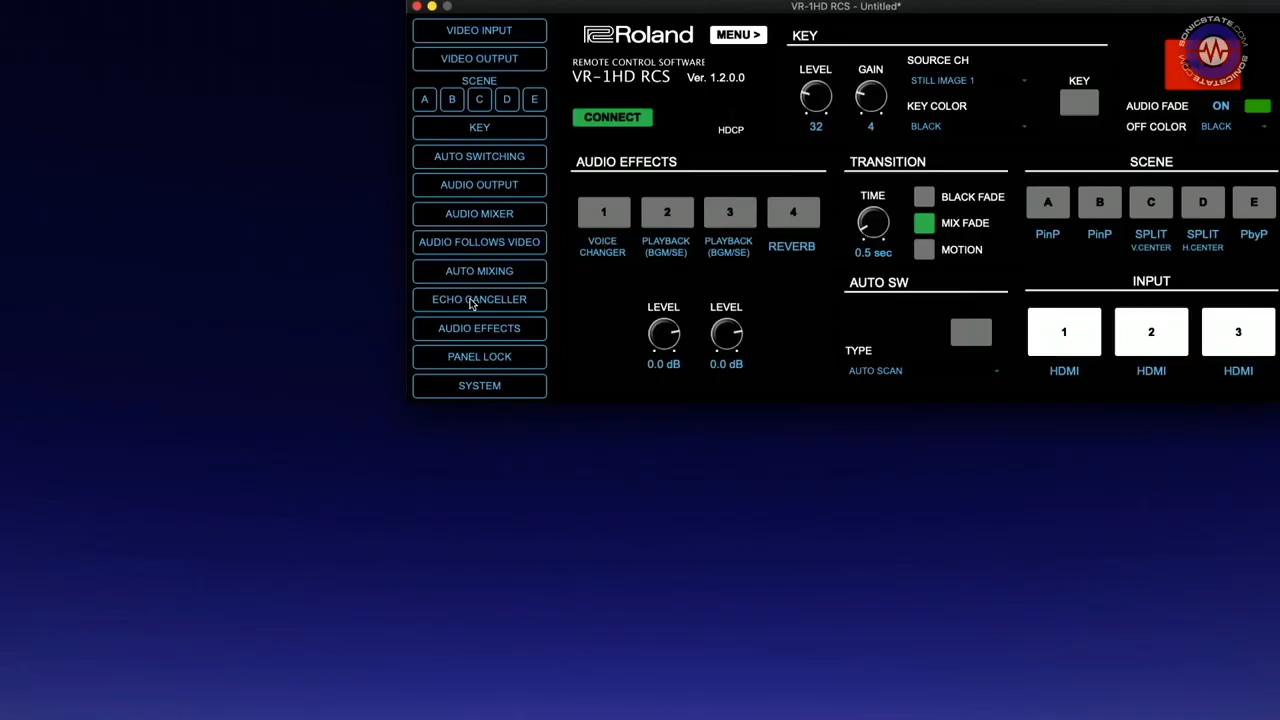 VR-1HD RCS - Untitled*
VIDEO INPUT
VIDEO OUTPUT
SCENE
A B C D E
KEY
AUTO SWITCHING
AUDIO OUTPUT
AUDIO MIXER
AUDIO FOLLOWS VIDEO
AUTO MIXING
ECHO CANCELLER
AUDIO EFFECTS
PANEL LOCK
SYSTEM
Roland
MENU >
REMOTE CONTROL SOFTWARE
VR-1HD RCS Ver. 1.2.0.0
CONNECT
HDCP
KEY
LEVEL
32
GAIN
4
SOURCE CH
STILL IMAGE 1
KEY COLOR
BLACK
KEY
AUDIO FADE ON
OFF COLOR BLACK
SONICSTATE.COM
SONICSTATE.COM
AUDIO EFFECTS
1 2 3 4
VOICE
CHANGER
PLAYBACK
(BGM/SE)
PLAYBACK
(BGM/SE)
REVERB
LEVEL
0.0 dB
LEVEL
0.0 dB
TRANSITION
TIME
0.5 sec
BLACK FADE
MIX FADE
MOTION
AUTO SW
TYPE
AUTO SCAN
SCENE
A B C D E
PinP
PinP
SPLIT
V.CENTER
SPLIT
H.CENTER
PbyP
INPUT
1 2 3
HDMI HDMI HDMI